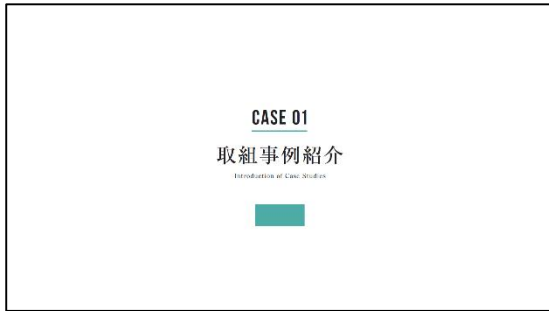 CASE 01
取組事例紹介
Introduction of Case Studies